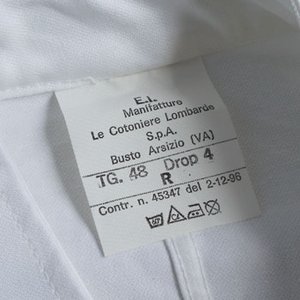 E.I.
Manifatture
Le Cotoniere Lombarde
S.p.A.
Busto Arsizio (VA)
TG. 48 Drop 4
R
Contr. n. 45347 del 2-12-96